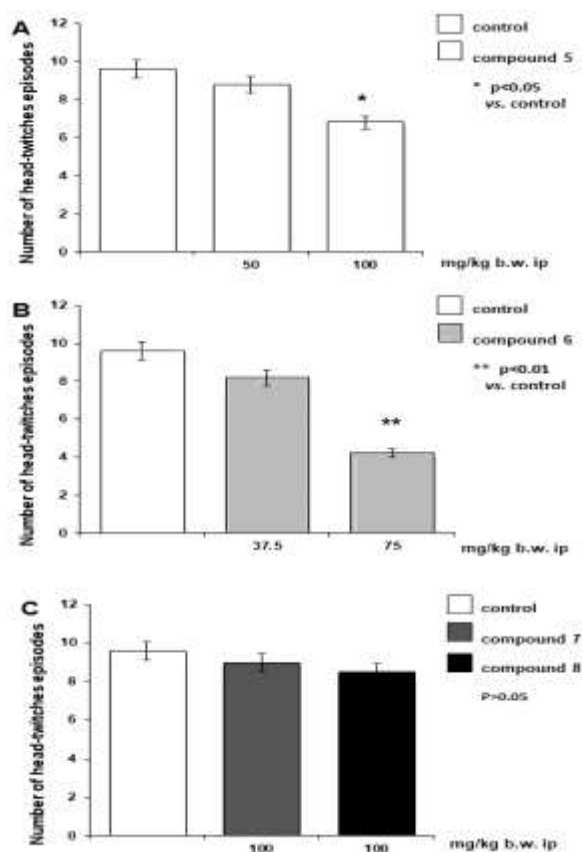 A
Number of head-twitches episodes
12
10
8
6
4
2
0
*
50
100
mg/kg b.w. ip
control
compound 5
* p<0.05
vs. control
B
Number of head-twitches episodes
12
10
8
6
4
2
0
**
37.5
75
mg/kg b.w. ip
control
compound 6
** p<0.01
vs. control
C
Number of head-twitches episodes
12
10
8
6
4
2
0
100
100
mg/kg b.w. ip
control
compound 7
compound 8
P>0.05